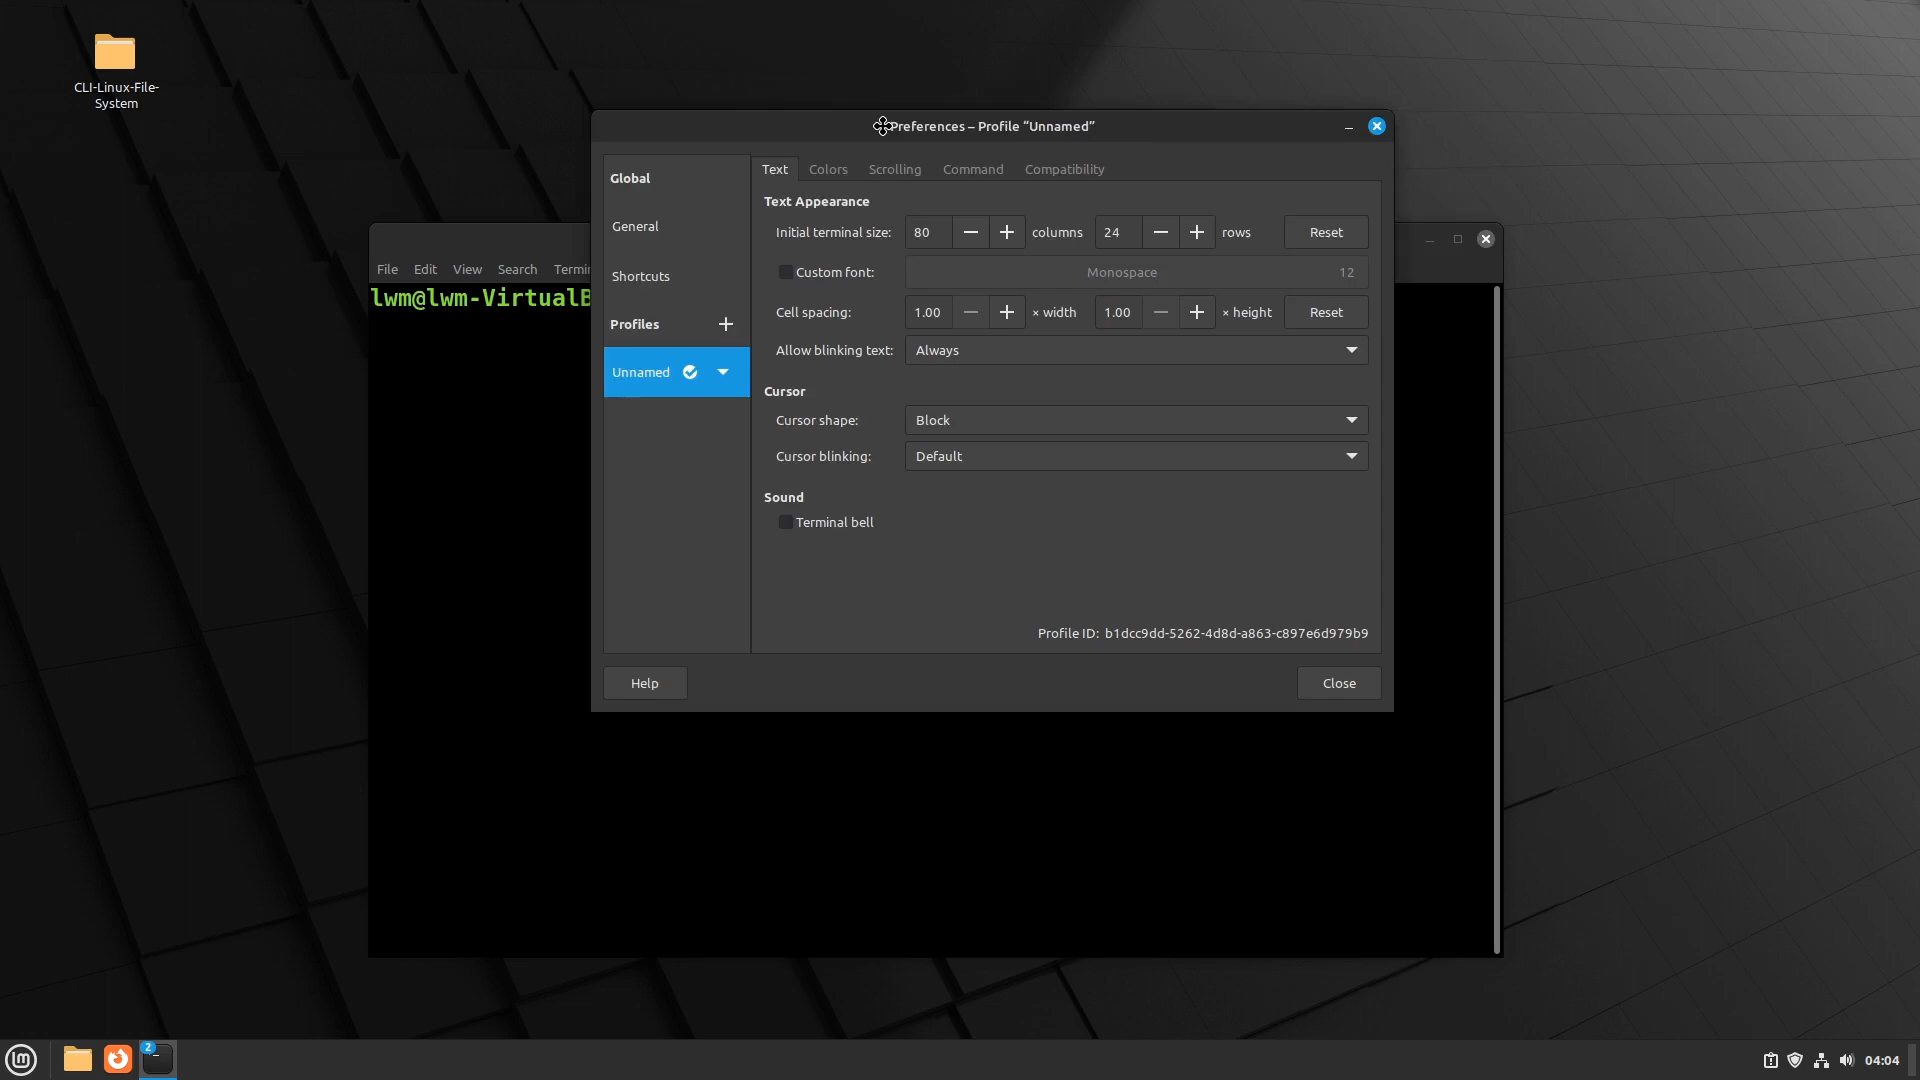 CLI-Linux-File-
System
Preferences – Profile “Unnamed”
Global
General
Shortcuts
Profiles
Unnamed
Text Colors Scrolling Command Compatibility
Text Appearance
Initial terminal size: 80 columns 24 rows Reset
Custom font: Monospace 12
Cell spacing: 1.00 × width 1.00 × height Reset
Allow blinking text: Always
Cursor
Cursor shape: Block
Cursor blinking: Default
Sound
Terminal bell
Profile ID: b1dcc9dd-5262-4d8d-a863-c897e6d979b9
Help Close
File Edit View Search Termin
lwm@lwm-VirtualB
2
04:04